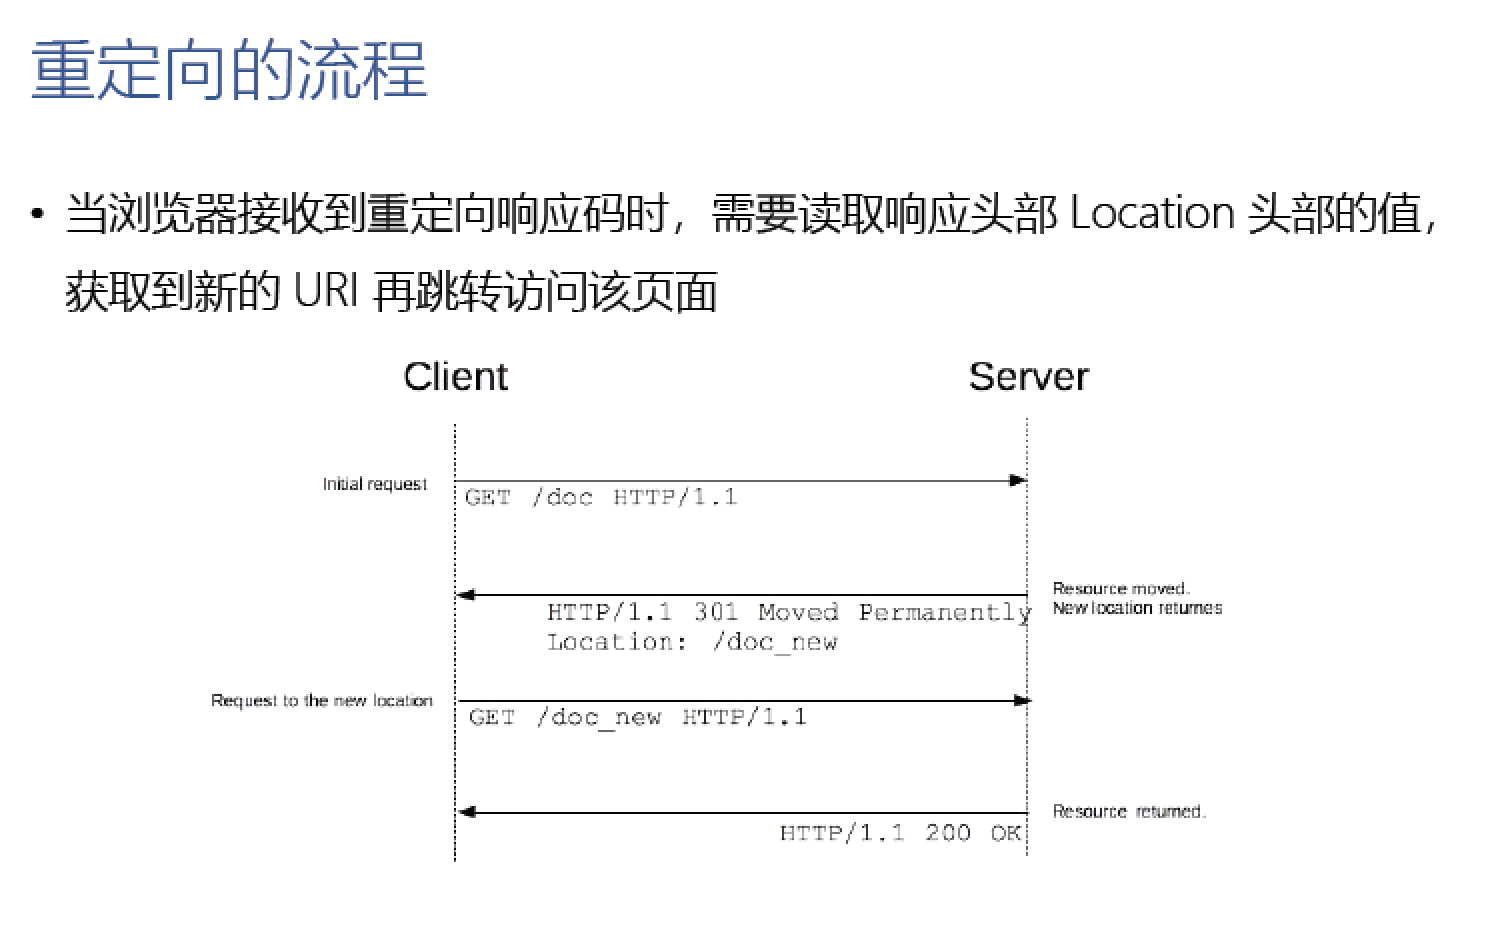 重定向的流程
• 当浏览器接收到重定向响应码时，需要读取响应头部 Location 头部的值，
获取到新的 URI 再跳转访问该页面
Client
Server
Initial request
GET /doc HTTP/1.1
Resource moved.
New location returnes
HTTP/1.1 301 Moved Permanently
Location: /doc_new
Request to the new location
GET /doc_new HTTP/1.1
Resource returned.
HTTP/1.1 200 OK